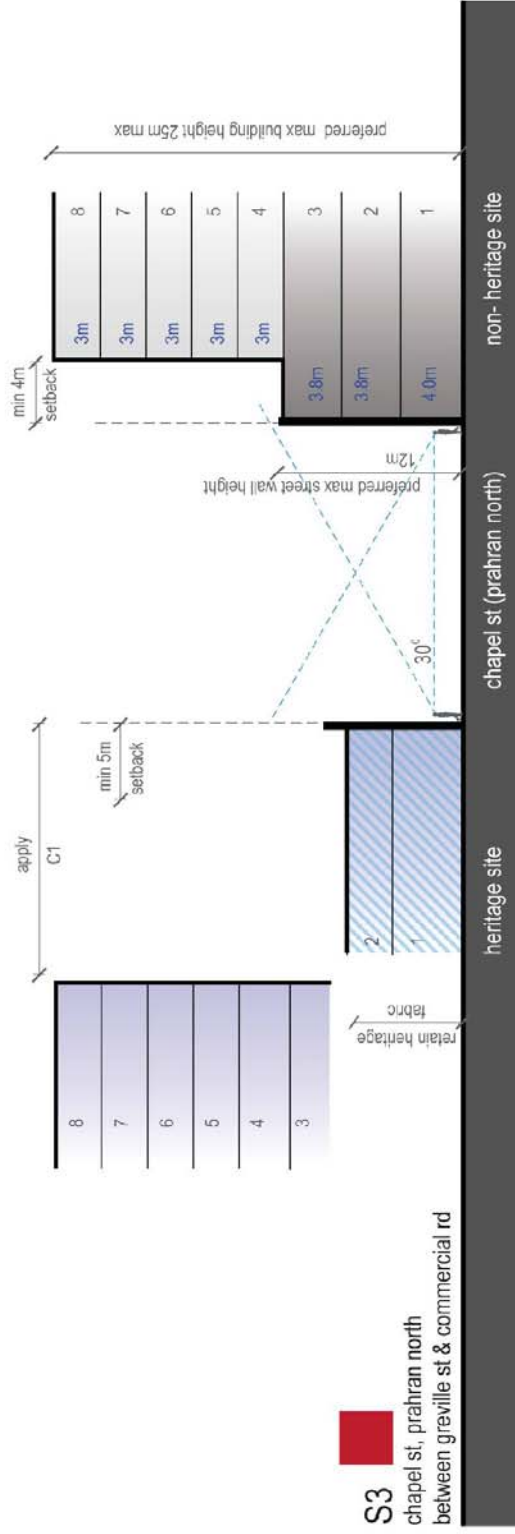 S3
chapel st, prahran north
between greville st & commercial rd
apply
C1
min 5m
setback
8
7
6
5
4
3
2
1
retain heritage
fabric
heritage site
30°
chapel st (prahran north)
preferred max street wall height
12m
min 4m
setback
3m 8
3m 7
3m 6
3m 5
3m 4
3.8m 3
3.8m 2
4.0m 1
preferred max building height 25m max
non- heritage site